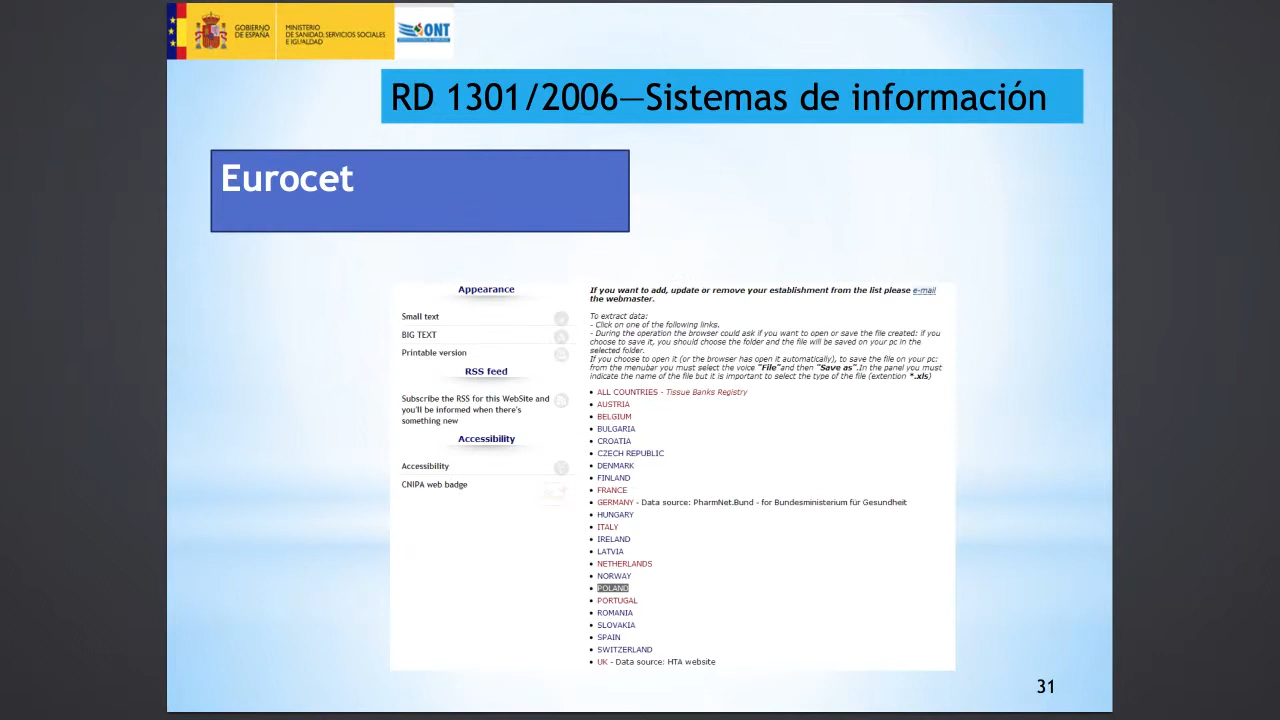 GOBIERNO
DE ESPAÑA
MINISTERIO
DE SANIDAD, SERVICIOS SOCIALES
E IGUALDAD
ONT
RD 1301/2006—Sistemas de información
Eurocet
Appearance
Small text
BIG TEXT
Printable version
RSS feed
Subscribe the RSS for this WebSite and
you'll be informed when there's
something new
Accessibility
Accessibility
CNIPA web badge
If you want to add, update or remove your establishment from the list please e-mail
the webmaster.
To extract data:
- Click on one of the following links.
- During the operation the browser could ask if you want to open or save the file created: if you
choose to save it, you should choose the folder and the file will be saved on your pc in the
selected folder.
If you choose to open it (or the browser has open it automatically), to save the file on your pc:
from the menubar you must select the voice "File"and then "Save as".In the panel you must
indicate the name of the file but it is important to select the type of the file (extention *.xls)
• ALL COUNTRIES - Tissue Banks Registry
• AUSTRIA
• BELGIUM
• BULGARIA
• CROATIA
• CZECH REPUBLIC
• DENMARK
• FINLAND
• FRANCE
• GERMANY - Data source: PharmNet.Bund - for Bundesministerium für Gesundheit
• HUNGARY
• ITALY
• IRELAND
• LATVIA
• NETHERLANDS
• NORWAY
• POLAND
• PORTUGAL
• ROMANIA
• SLOVAKIA
• SPAIN
• SWITZERLAND
• UK - Data source: HTA website
31